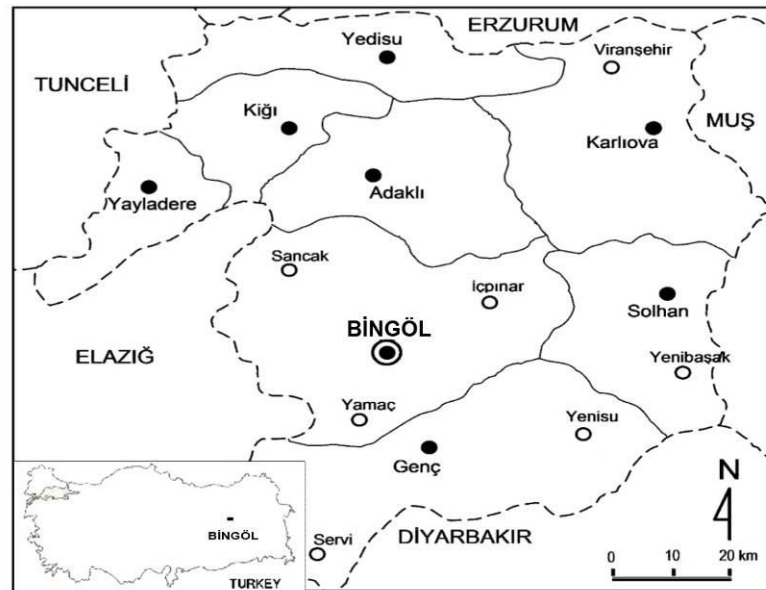 ERZURUM
Yedisu
Viranşehir
TUNCELİ
Kiğı
MUŞ
Karlıova
Adaklı
Yayladere
Sancak
içpınar
Solhan
BİNGÖL
ELAZIĞ
Yenibaşak
Yamaç
Yenisu
Genç
N
BİNGÖL
Servi
DİYARBAKIR
TURKEY
0 10 20 km